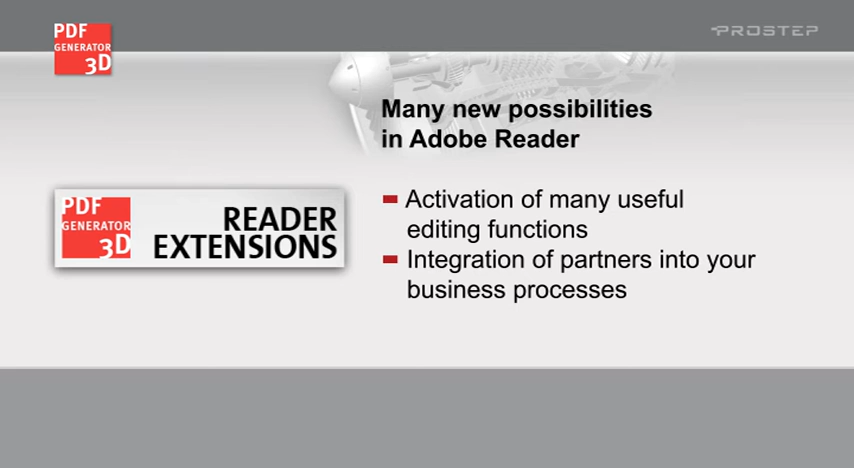 PDF
GENERATOR
3D
PROSTEP
Many new possibilities
in Adobe Reader
PDF
GENERATOR
3D
READER
EXTENSIONS
Activation of many useful
editing functions
Integration of partners into your
business processes